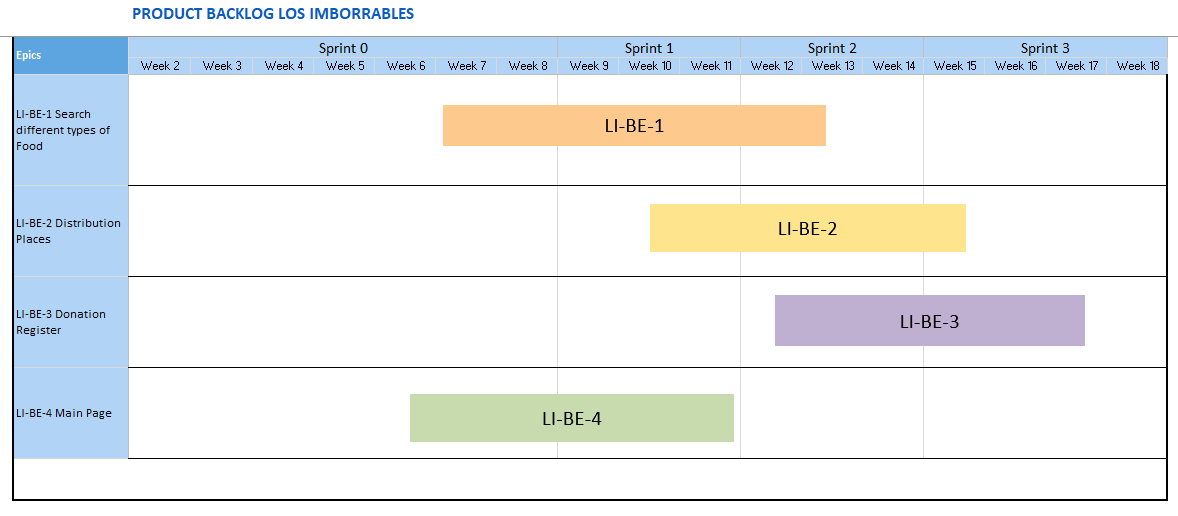 PRODUCT BACKLOG LOS IMBORRABLES
Epics
Sprint 0
Sprint 1
Sprint 2
Sprint 3
Week 2 Week 3 Week 4 Week 5 Week 6 Week 7 Week 8 Week 9 Week 10 Week 11 Week 12 Week 13 Week 14 Week 15 Week 16 Week 17 Week 18
LI-BE-1 Search
different types of
Food
LI-BE-1
LI-BE-2 Distribution
Places
LI-BE-2
LI-BE-3 Donation
Register
LI-BE-3
LI-BE-4 Main Page
LI-BE-4